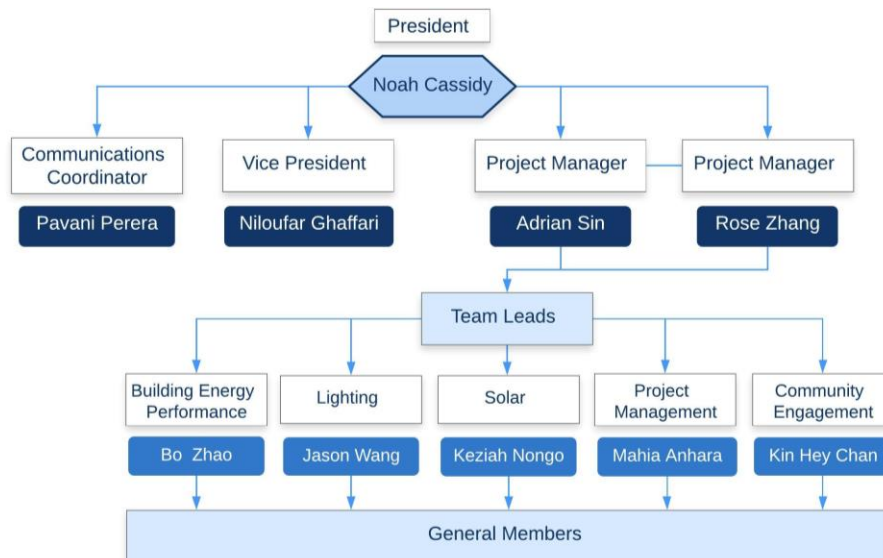 President
Noah Cassidy
Communications
Coordinator
Vice President
Project Manager
Project Manager
Pavani Perera
Niloufar Ghaffari
Adrian Sin
Rose Zhang
Team Leads
Building Energy
Performance
Lighting
Solar
Project
Management
Community
Engagement
Bo Zhao
Jason Wang
Keziah Nongo
Mahia Anhara
Kin Hey Chan
General Members